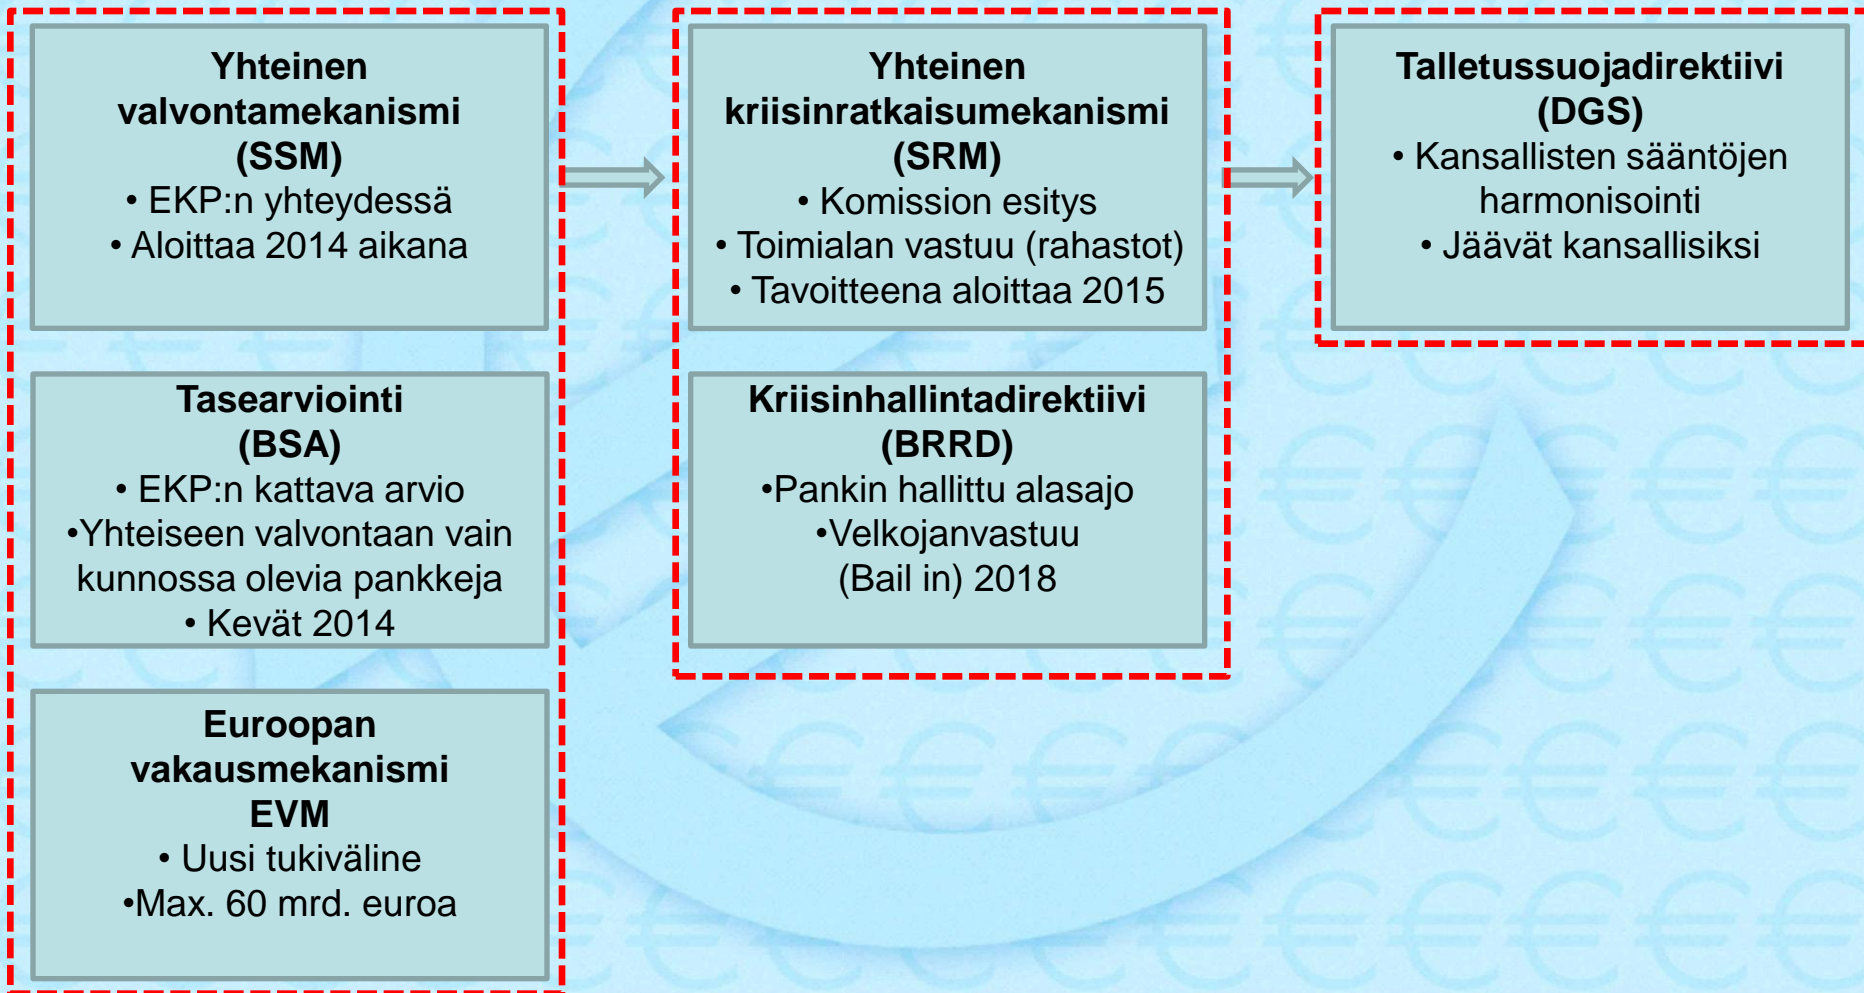 Yhteinen
valvontamekanismi
(SSM)
• EKP:n yhteydessä
• Aloittaa 2014 aikana
Tasearviointi
(BSA)
• EKP:n kattava arvio
•Yhteiseen valvontaan vain
kunnossa olevia pankkeja
• Kevät 2014
Euroopan
vakausmekanismi
EVM
• Uusi tukiväline
•Max. 60 mrd. euroa
Yhteinen
kriisinratkaisumekanismi
(SRM)
• Komission esitys
• Toimialan vastuu (rahastot)
• Tavoitteena aloittaa 2015
Kriisinhallintadirektiivi
(BRRD)
•Pankin hallittu alasajo
•Velkojanvastuu
(Bail in) 2018
Talletussuojadirektiivi
(DGS)
• Kansallisten sääntöjen
harmonisointi
• Jäävät kansallisiksi